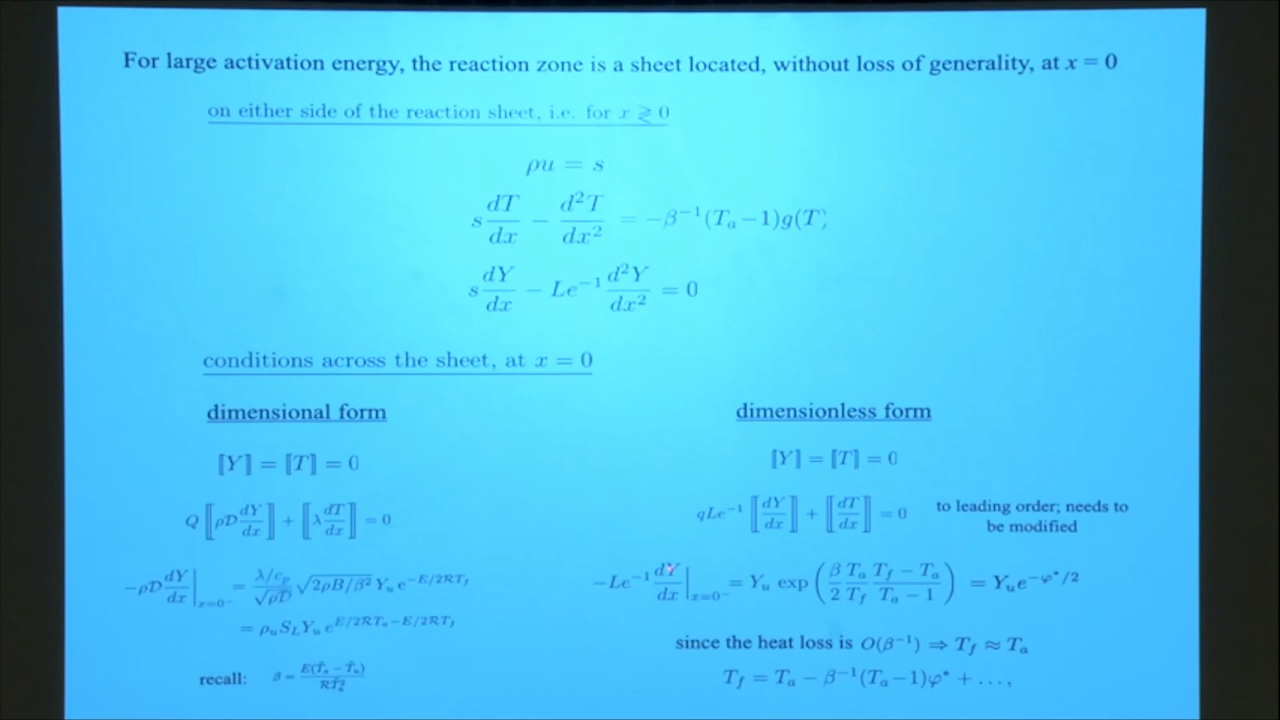 For large activation energy, the reaction zone is a sheet located, without loss of generality, at x = 0
on either side of the reaction sheet, i.e. for x ≷ 0
ρu = s
s dT/dx − d²T/dx² = −β⁻¹(Tₐ−1)g(T)
s dY/dx − Le⁻¹ d²Y/dx² = 0
conditions across the sheet, at x = 0
dimensional form
⟦Y⟧ = ⟦T⟧ = 0
Q ⟦ρD dY/dx⟧ + ⟦λ dT/dx⟧ = 0
−ρD dY/dx|ₓ₌₀₋ = (λ/cₚ)/√(ρD) √(2ρB/β²) Yᵤ e^(−E/2RT_f)
= ρᵤS_L Yᵤ e^(E/2RTₐ−E/2RT_f)
recall: β = E(T̃ₐ − T̃ᵤ)/(RT̃ₐ²)
dimensionless form
⟦Y⟧ = ⟦T⟧ = 0
qLe⁻¹ ⟦dY/dx⟧ + ⟦dT/dx⟧ = 0 to leading order; needs to
be modified
−Le⁻¹ dY/dx|ₓ₌₀₋ = Yᵤ exp (β/2 Tₐ/T_f (T_f − Tₐ)/(Tₐ − 1)) = Yᵤe^(−φ*/2)
since the heat loss is O(β⁻¹) ⇒ T_f ≈ Tₐ
T_f = Tₐ − β⁻¹(Tₐ−1)φ* + . . . ,